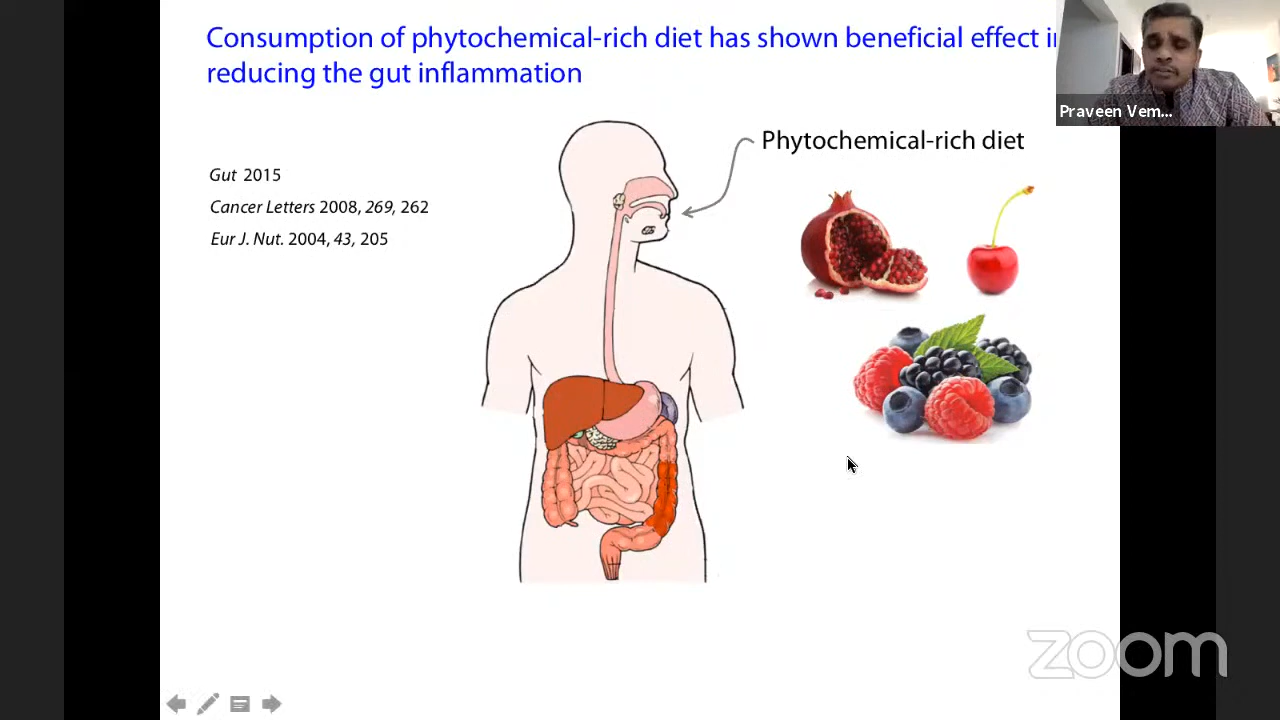 Consumption of phytochemical-rich diet has shown beneficial effect
reducing the gut inflammation
Praveen Vem...
Phytochemical-rich diet
Gut 2015
Cancer Letters 2008, 269, 262
Eur J. Nut. 2004, 43, 205
zoom